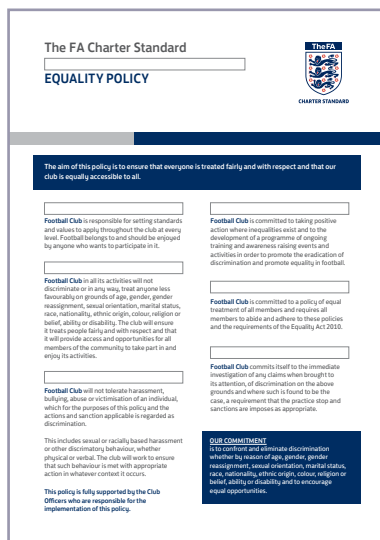 The FA Charter Standard
EQUALITY POLICY
TheFA
CHARTER STANDARD
The aim of this policy is to ensure that everyone is treated fairly and with respect and that our
club is equally accessible to all.
Football Club is responsible for setting standards
and values to apply throughout the club at every
level. Football belongs to and should be enjoyed
by anyone who wants to participate in it.
Football Club in all its activities will not
discriminate or in any way, treat anyone less
favourably on grounds of age, gender, gender
reassignment, sexual orientation, marital status,
race, nationality, ethnic origin, colour, religion or
belief, ability or disability. The club will ensure
it treats people fairly and with respect and that
it will provide access and opportunities for all
members of the community to take part in and
enjoy its activities.
Football Club will not tolerate harassment,
bullying, abuse or victimisation of an individual,
which for the purposes of this policy and the
actions and sanction applicable is regarded as
discrimination.
This includes sexual or racially based harassment
or other discrimatory behaviour, whether
physical or verbal. The club will work to ensure
that such behaviour is met with appropriate
action in whatever context it occurs.
This policy is fully supported by the Club
Officers who are responsible for the
implementation of this policy.
Football Club is committed to taking positive
action where inequalities exist and to the
development of a programme of ongoing
training and awareness raising events and
activities in order to promote the eradication of
discrimination and promote equality in football.
Football Club is committed to a policy of equal
treatment of all members and requires all
members to abide and adhere to these policies
and the requirements of the Equality Act 2010.
Football Club commits itself to the immediate
investigation of any claims when brought to
its attention, of discrimination on the above
grounds and where such is found to be the
case, a requirement that the practice stop and
sanctions are impose as appropriate.
OUR COMMITMENT
is to confront and eliminate discrimination
whether by reason of age, gender, gender
reassignment, sexual orientation, marital status,
race, nationality, ethnic origin, colour, religion or
belief, ability or disability and to encourage
equal opportunities.